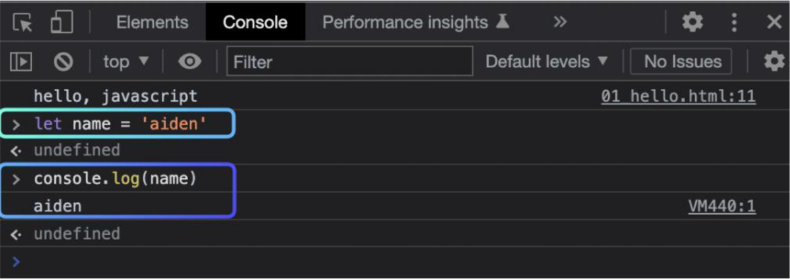 Elements Console Performance insights
top Filter Default levels No Issues
hello, javascript 01_hello.html:11
> let name = 'aiden'
undefined
> console.log(name)
aiden VM440:1
undefined
>